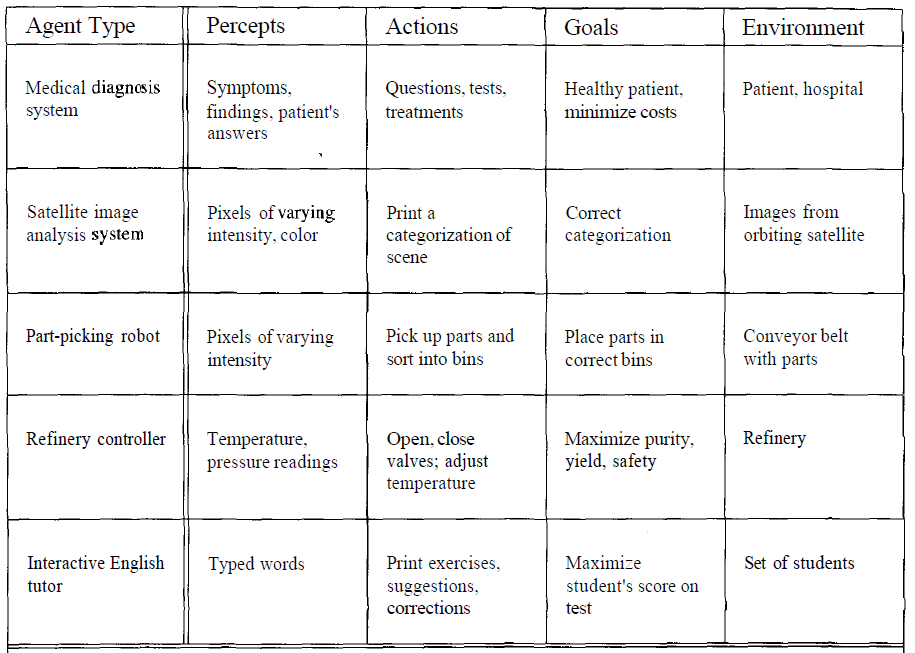 Agent Type
Percepts
Actions
Goals
Environment
Medical diagnosis
system
Symptoms,
findings, patient's
answers
Questions, tests,
treatments
Healthy patient,
minimize costs
Patient, hospital
Satellite image
analysis system
Pixels of varying
intensity, color
Print a
categorization of
scene
Correct
categorization
Images from
orbiting satellite
Part-picking robot
Pixels of varying
intensity
Pick up parts and
sort into bins
Place parts in
correct bins
Conveyor belt
with parts
Refinery controller
Temperature,
pressure readings
Open, close
valves; adjust
temperature
Maximize purity,
yield, safety
Refinery
Interactive English
tutor
Typed words
Print exercises,
suggestions,
corrections
Maximize
student's score on
test
Set of students